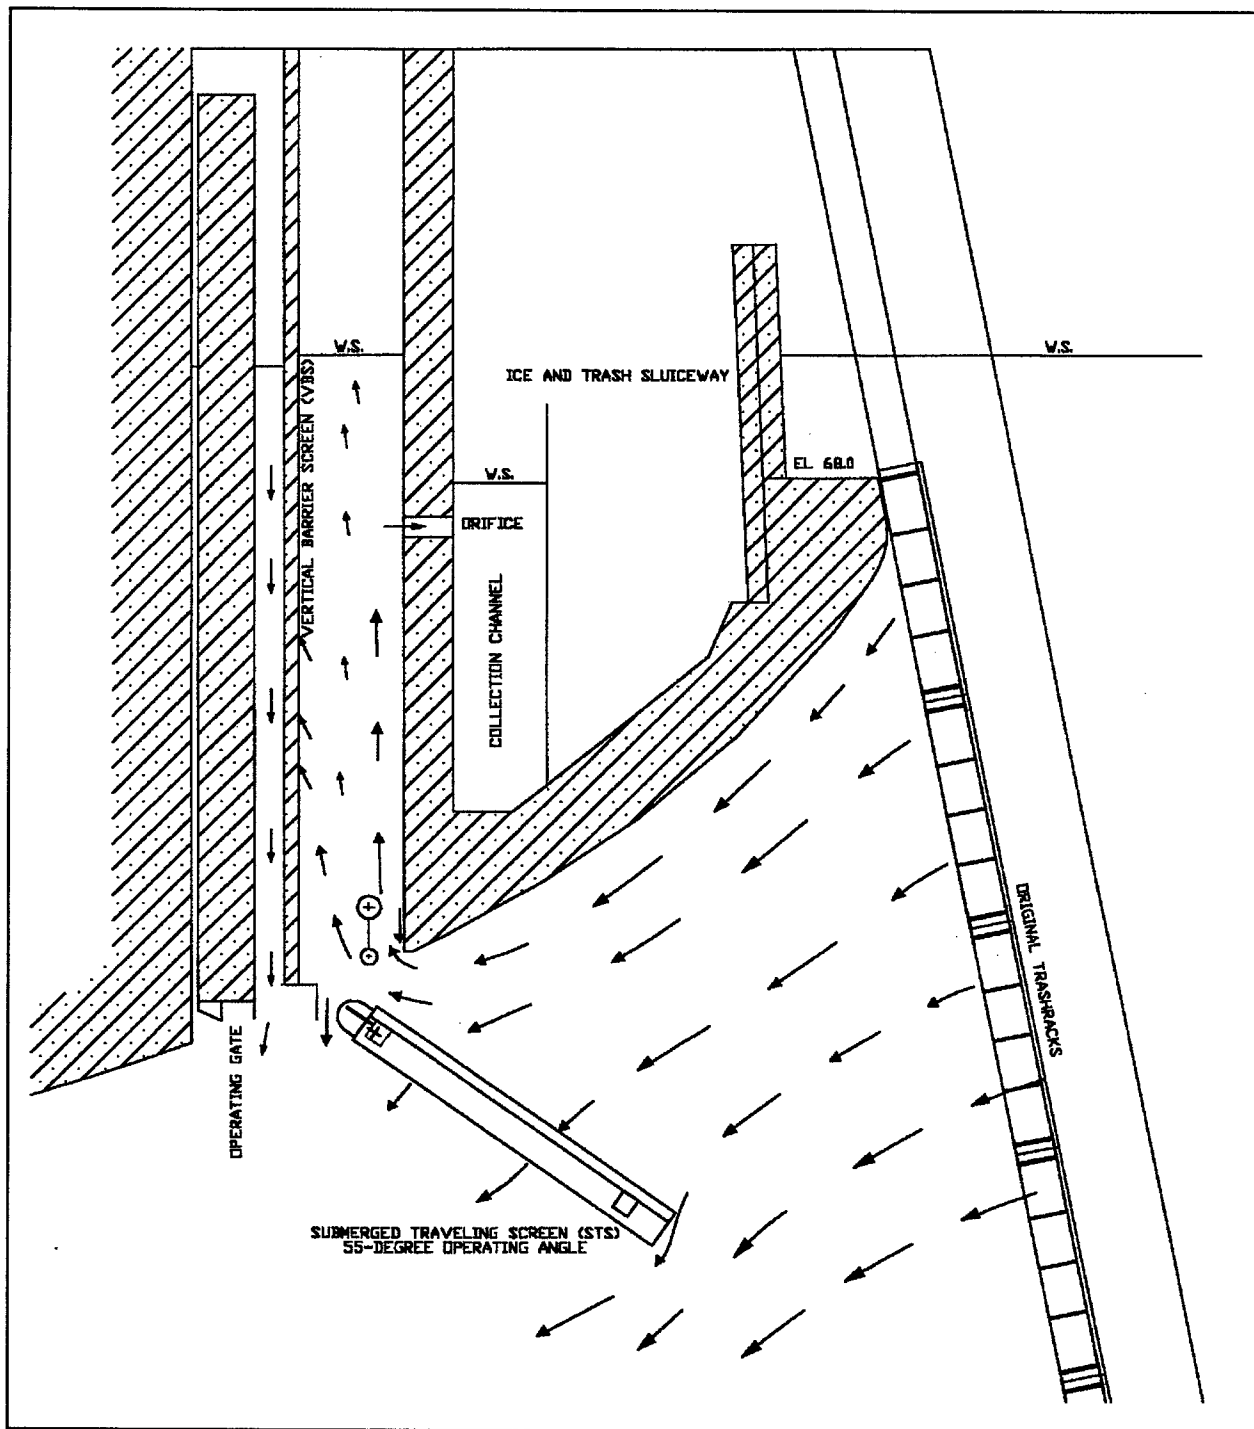 W.S.
W.S.
ICE AND TRASH SLUICEWAY
VERTICAL BARRIER SCREEN (VBS)
EL 68.0
W.S.
ORIFICE
COLLECTION CHANNEL
ORIGINAL TRASHRACKS
OPERATING GATE
SUBMERGED TRAVELING SCREEN (STS)
55-DEGREE OPERATING ANGLE